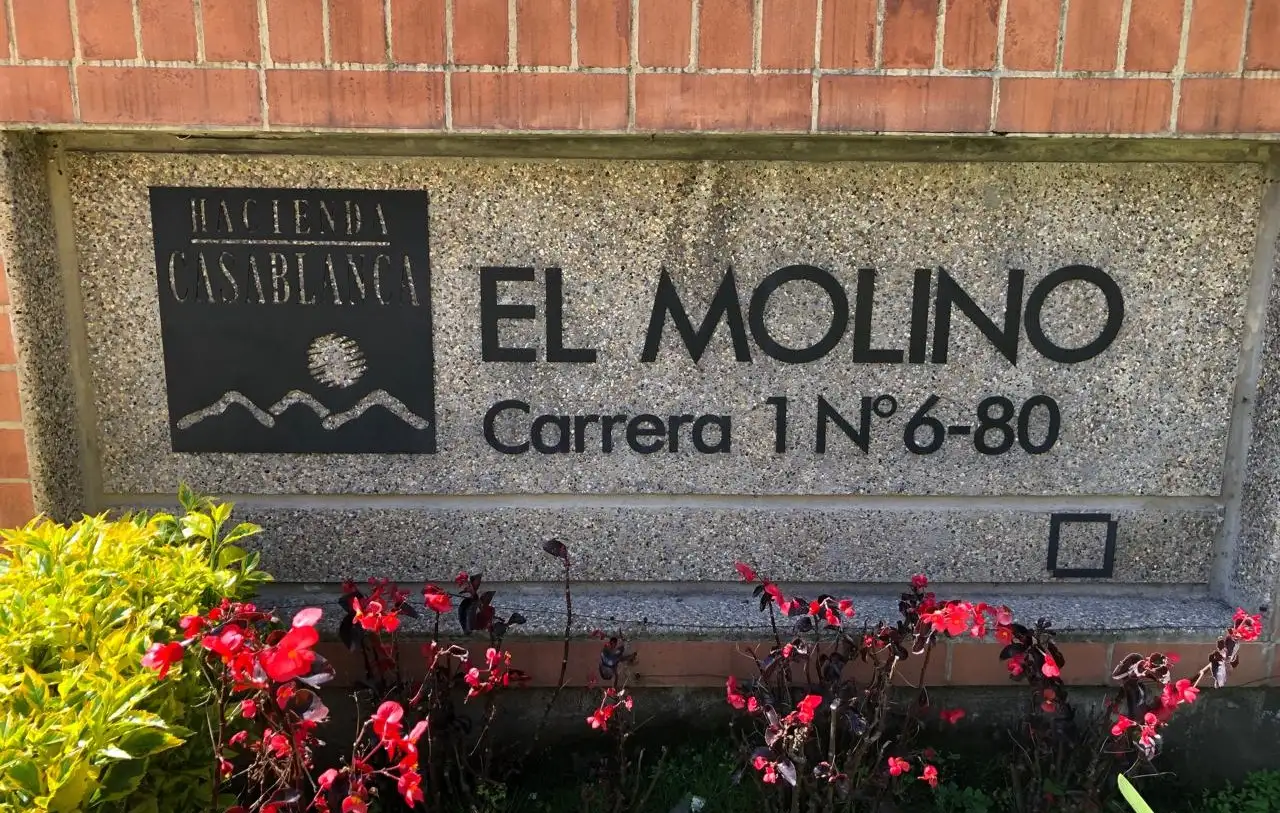 HACIENDA
CASABLANCA
EL MOLINO
Carrera 1 N° 6-80